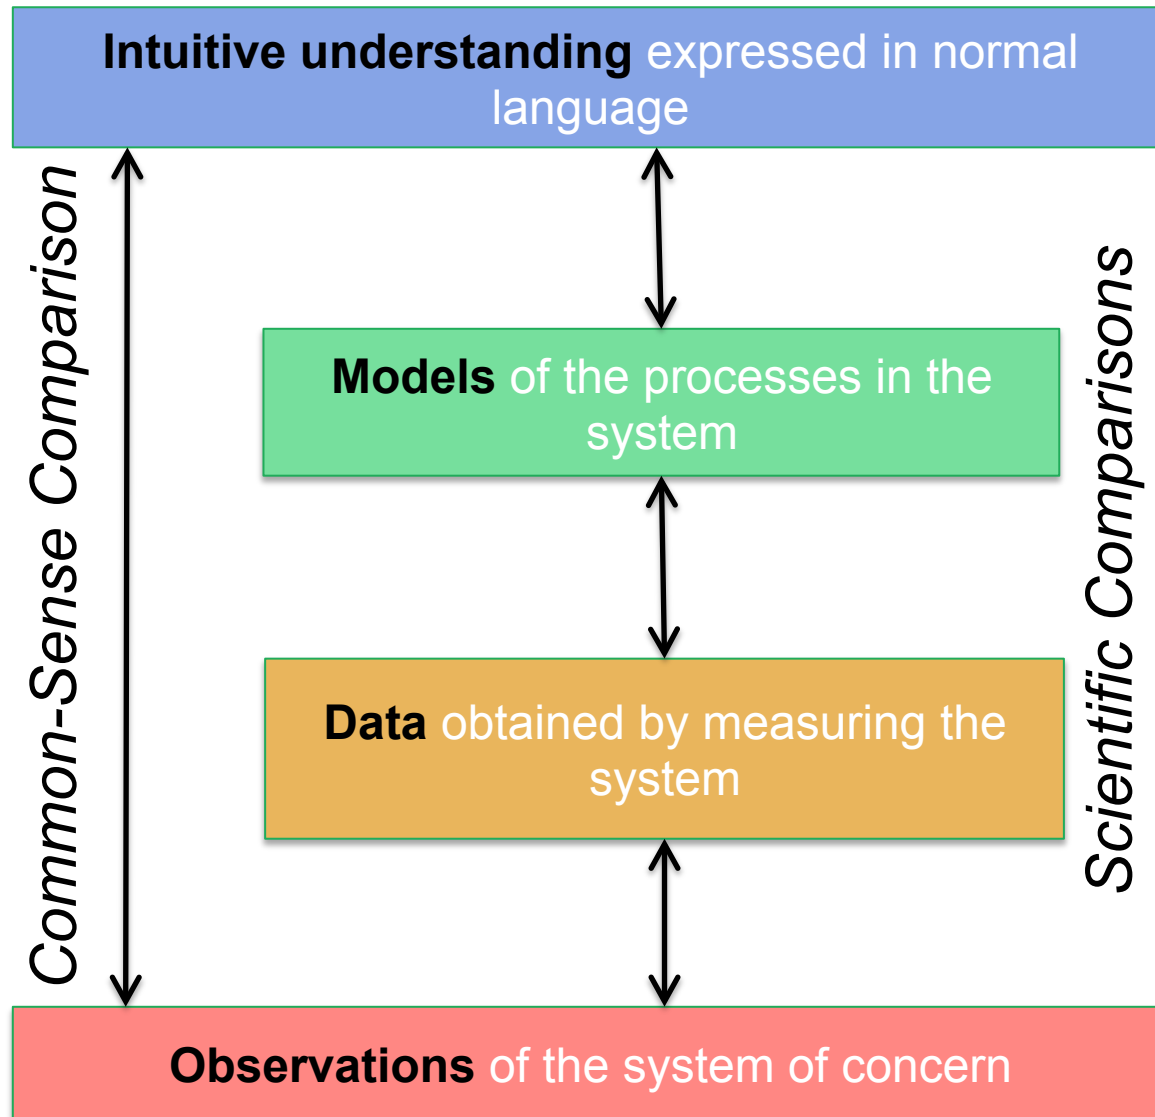 Intuitive understanding expressed in normal
language
Common-Sense Comparison
Models of the processes in the
system
Scientific Comparisons
Data obtained by measuring the
system
Observations of the system of concern